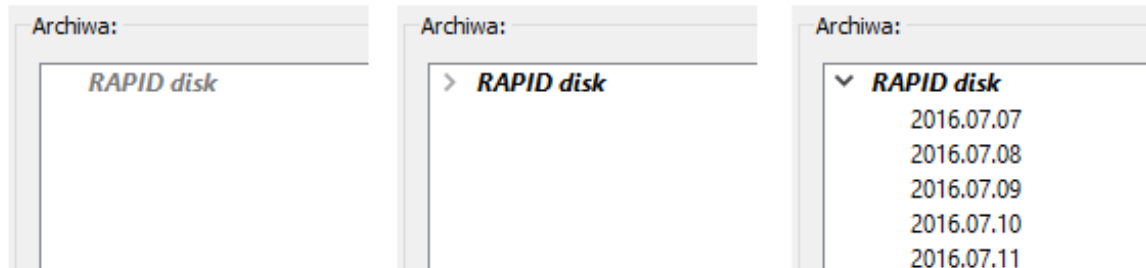 Archiwa:
RAPID disk
Archiwa:
RAPID disk
Archiwa:
RAPID disk
2016.07.07
2016.07.08
2016.07.09
2016.07.10
2016.07.11